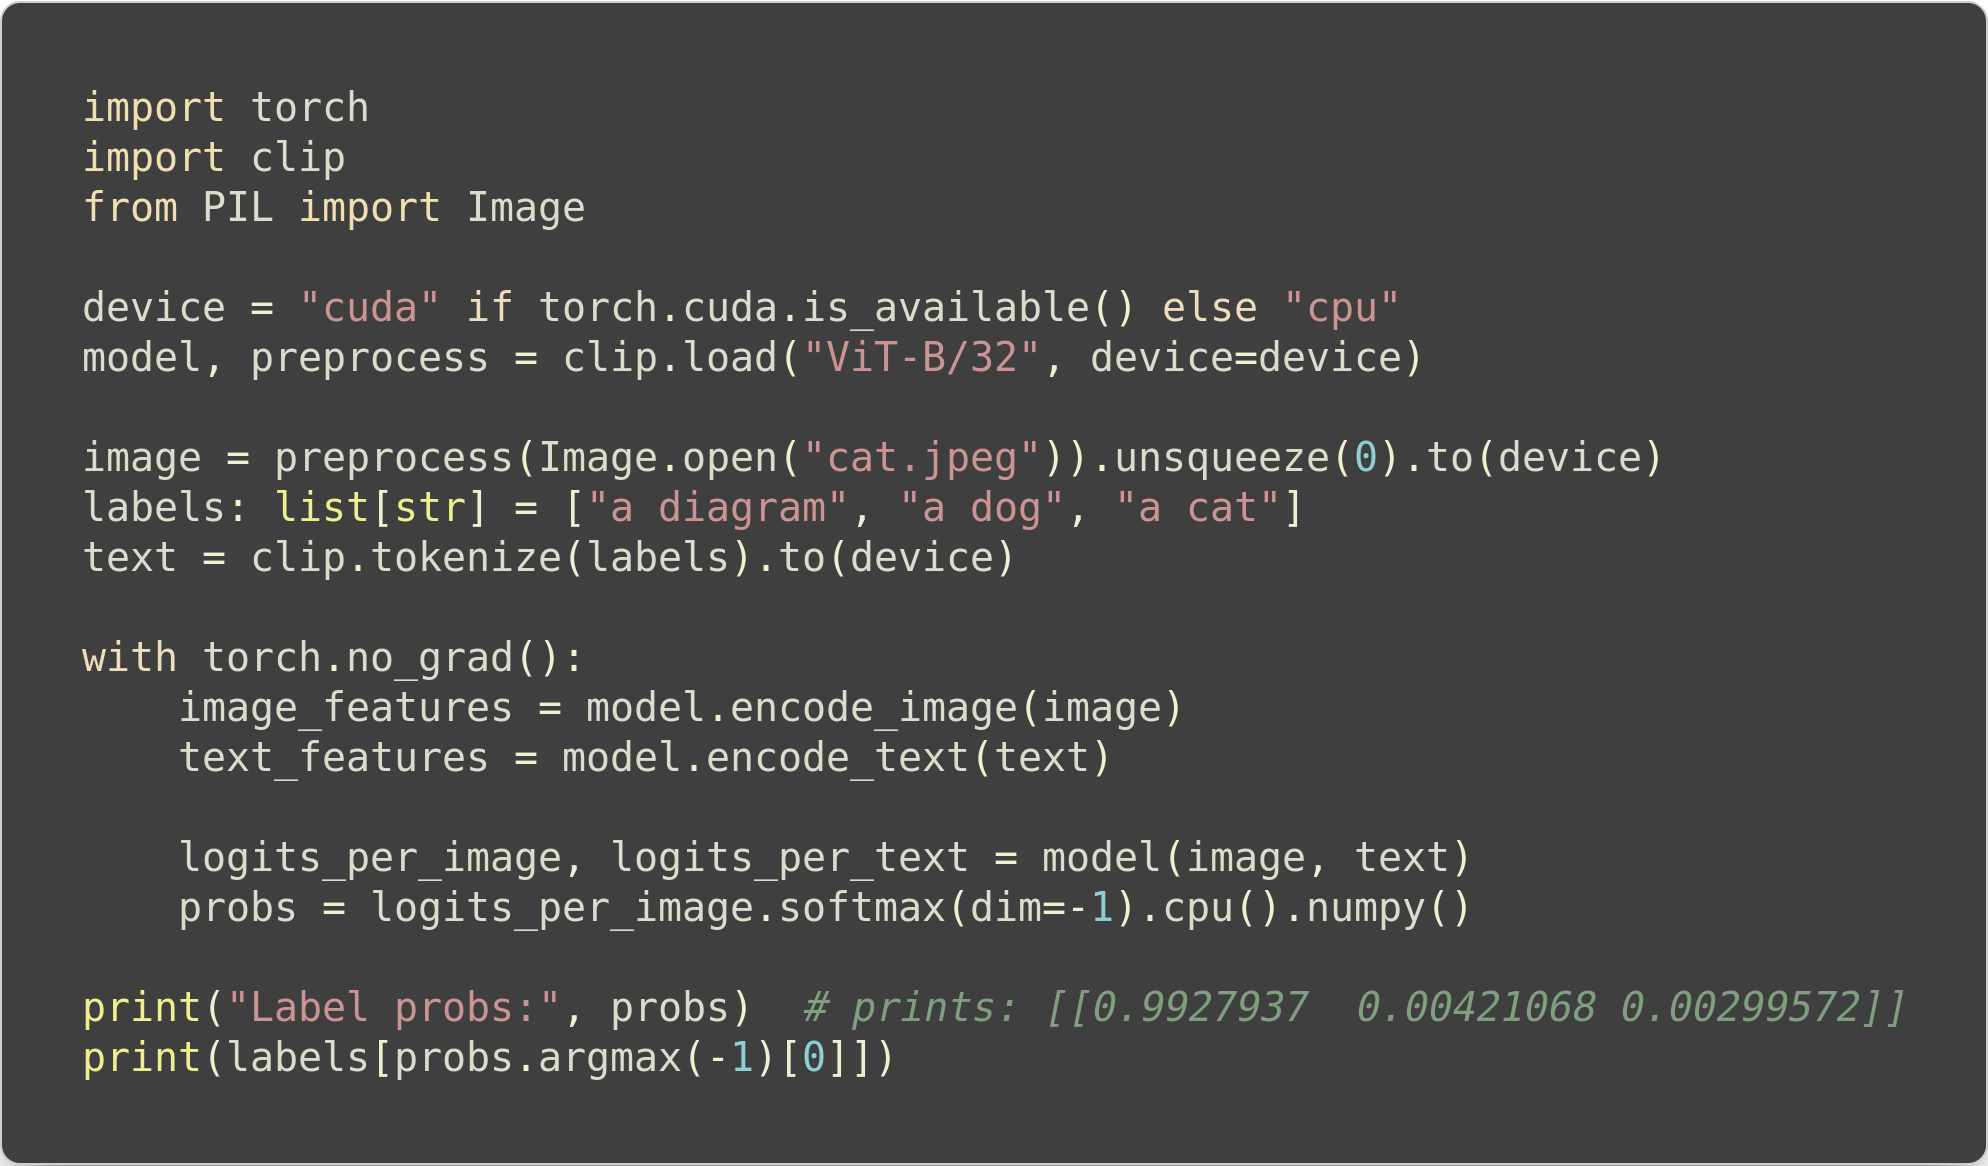 import torch
import clip
from PIL import Image

device = "cuda" if torch.cuda.is_available() else "cpu"
model, preprocess = clip.load("ViT-B/32", device=device)

image = preprocess(Image.open("cat.jpeg")).unsqueeze(0).to(device)
labels: list[str] = ["a diagram", "a dog", "a cat"]
text = clip.tokenize(labels).to(device)

with torch.no_grad():
    image_features = model.encode_image(image)
    text_features = model.encode_text(text)

    logits_per_image, logits_per_text = model(image, text)
    probs = logits_per_image.softmax(dim=-1).cpu().numpy()

print("Label probs:", probs)  # prints: [[0.9927937  0.00421068 0.00299572]]
print(labels[probs.argmax(-1)[0]])